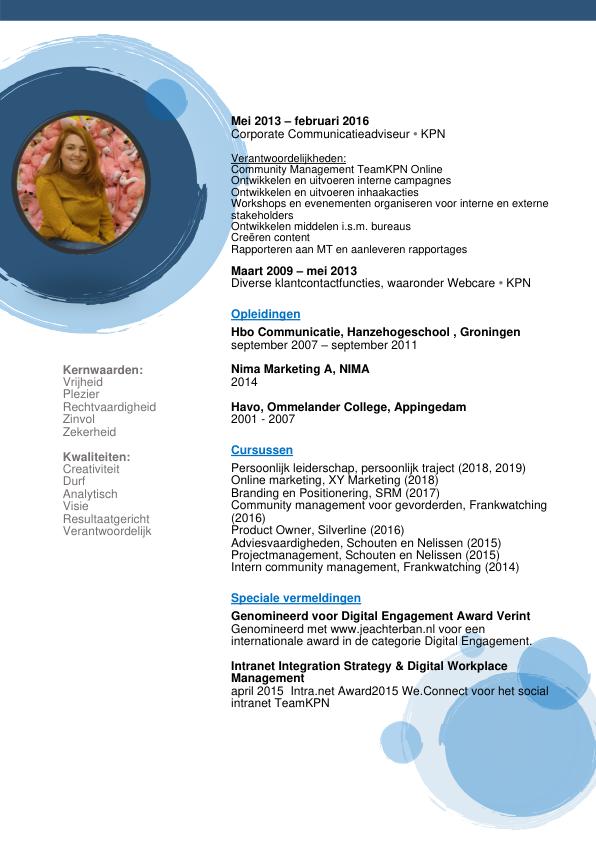 Mei 2013 – februari 2016
Corporate Communicatieadviseur • KPN
Verantwoordelijkheden:
Community Management TeamKPN Online
Ontwikkelen en uitvoeren interne campagnes
Ontwikkelen en uitvoeren inhaakacties
Workshops en evenementen organiseren voor interne en externe
stakeholders
Ontwikkelen middelen i.s.m. bureaus
Creëren content
Rapporteren aan MT en aanleveren rapportages
Maart 2009 – mei 2013
Diverse klantcontactfuncties, waaronder Webcare • KPN
Opleidingen
Hbo Communicatie, Hanzehogeschool , Groningen
september 2007 – september 2011
Nima Marketing A, NIMA
2014
Havo, Ommelander College, Appingedam
2001 - 2007
Cursussen
Persoonlijk leiderschap, persoonlijk traject (2018, 2019)
Online marketing, XY Marketing (2018)
Branding en Positionering, SRM (2017)
Community management voor gevorderden, Frankwatching
(2016)
Product Owner, Silverline (2016)
Adviesvaardigheden, Schouten en Nelissen (2015)
Projectmanagement, Schouten en Nelissen (2015)
Intern community management, Frankwatching (2014)
Speciale vermeldingen
Genomineerd voor Digital Engagement Award Verint
Genomineerd met www.jeachterban.nl voor een
internationale award in de categorie Digital Engagement.
Intranet Integration Strategy & Digital Workplace
Management
april 2015  Intra.net Award2015 We.Connect voor het social
intranet TeamKPN
Kernwaarden:
Vrijheid
Plezier
Rechtvaardigheid
Zinvol
Zekerheid
Kwaliteiten:
Creativiteit
Durf
Analytisch
Visie
Resultaatgericht
Verantwoordelijk